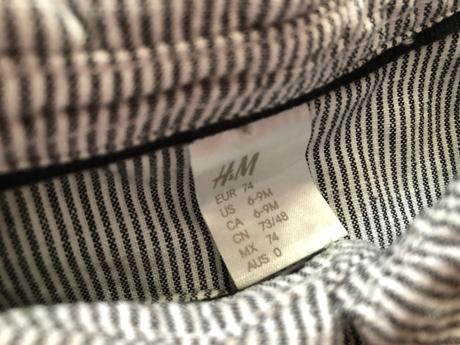 H&M
EUR 74
US 6-9M
CA 6-9M
CN 73/48
MX 74
AUS 0